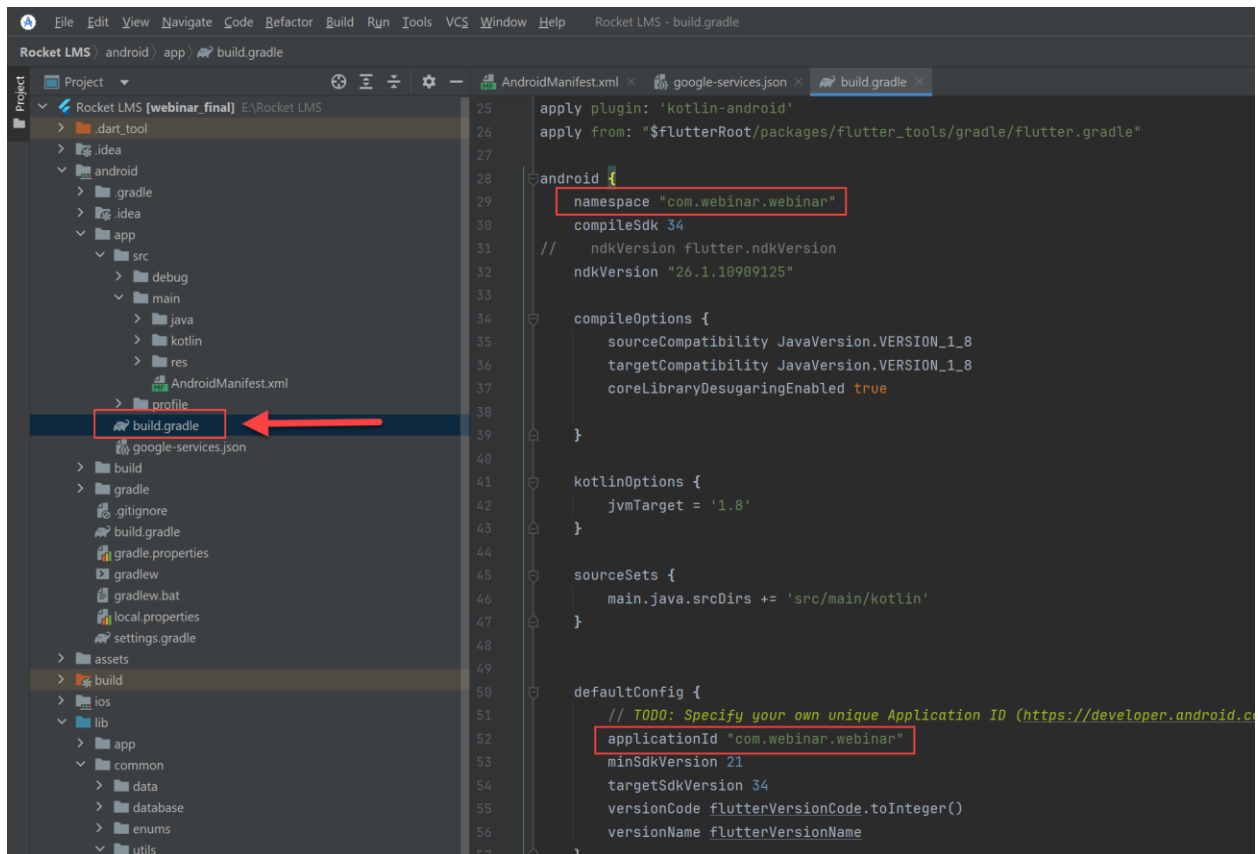 File Edit View Navigate Code Refactor Build Run Tools VCS Window Help Rocket LMS - build.gradle
Rocket LMS android app build.gradle
Project
Project
AndroidManifest.xml google-services.json build.gradle
Rocket LMS [webinar_final] E:\Rocket LMS
.dart_tool
.idea
android
.gradle
.idea
app
src
debug
main
java
kotlin
res
AndroidManifest.xml
profile
build.gradle
google-services.json
build
gradle
.gitignore
build.gradle
gradle.properties
gradlew
gradlew.bat
local.properties
settings.gradle
assets
build
ios
lib
app
common
data
database
enums
utils
25 apply plugin: 'kotlin-android'
26 apply from: "$flutterRoot/packages/flutter_tools/gradle/flutter.gradle"
27
28 android {
29 namespace "com.webinar.webinar"
30 compileSdk 34
31 // ndkVersion flutter.ndkVersion
32 ndkVersion "26.1.10909125"
33
34 compileOptions {
35 sourceCompatibility JavaVersion.VERSION_1_8
36 targetCompatibility JavaVersion.VERSION_1_8
37 coreLibraryDesugaringEnabled true
38
39 }
40
41 kotlinOptions {
42 jvmTarget = '1.8'
43 }
44
45 sourceSets {
46 main.java.srcDirs += 'src/main/kotlin'
47 }
48
49
50 defaultConfig {
51 // TODO: Specify your own unique Application ID (https://developer.android.co
52 applicationId "com.webinar.webinar"
53 minSdkVersion 21
54 targetSdkVersion 34
55 versionCode flutterVersionCode.toInteger()
56 versionName flutterVersionName
57 }